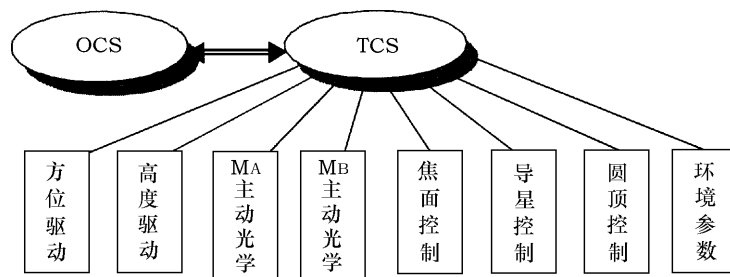 OCS
TCS
方位驱动
高度驱动
MA主动光学
MB主动光学
焦面控制
导星控制
圆顶控制
环境参数